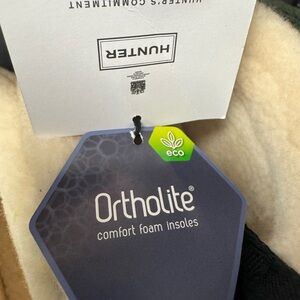 HUNTER'S COMMITMENT
HUNTER
eco
Ortholite®
comfort foam insoles